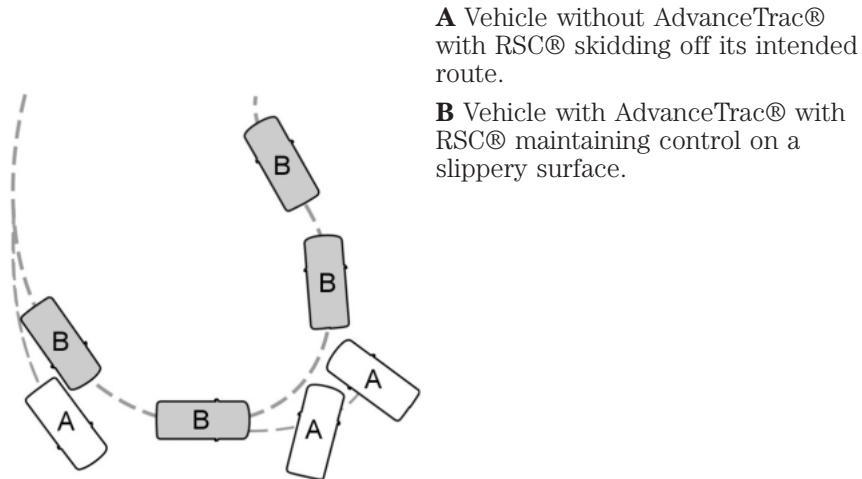 A Vehicle without AdvanceTrac®
with RSC® skidding off its intended
route.
B Vehicle with AdvanceTrac® with
RSC® maintaining control on a
slippery surface.
B
B
B
A
A
B
A